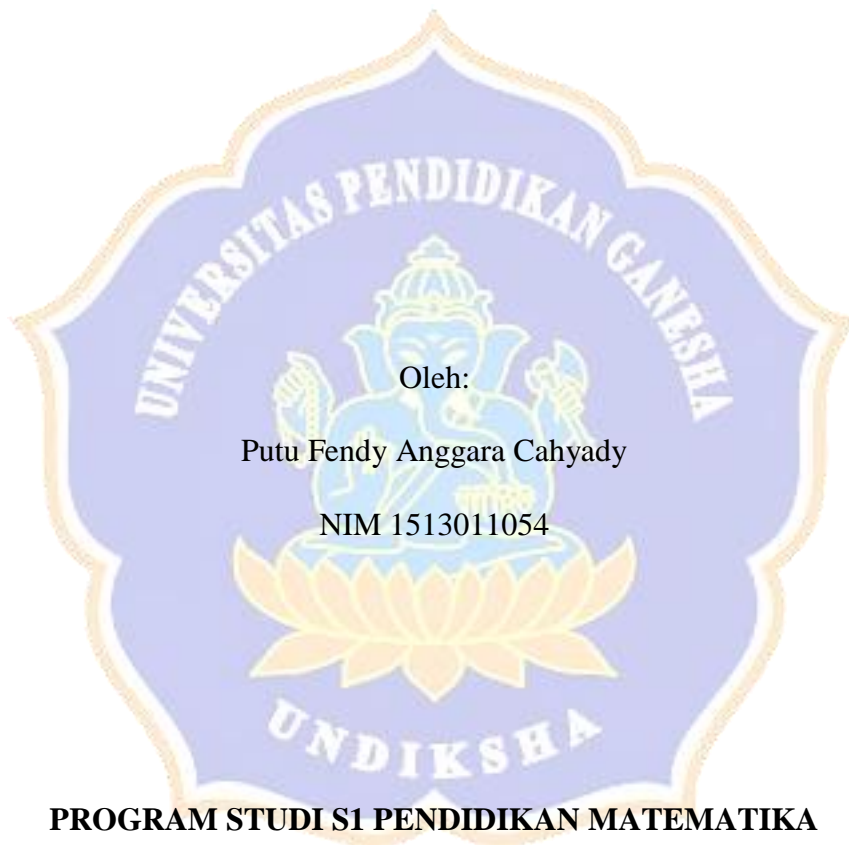 UNIVERSITAS PENDIDIKAN GANESHA
Oleh:
Putu Fendy Anggara Cahyady
NIM 1513011054
UNDIKSHA
PROGRAM STUDI S1 PENDIDIKAN MATEMATIKA